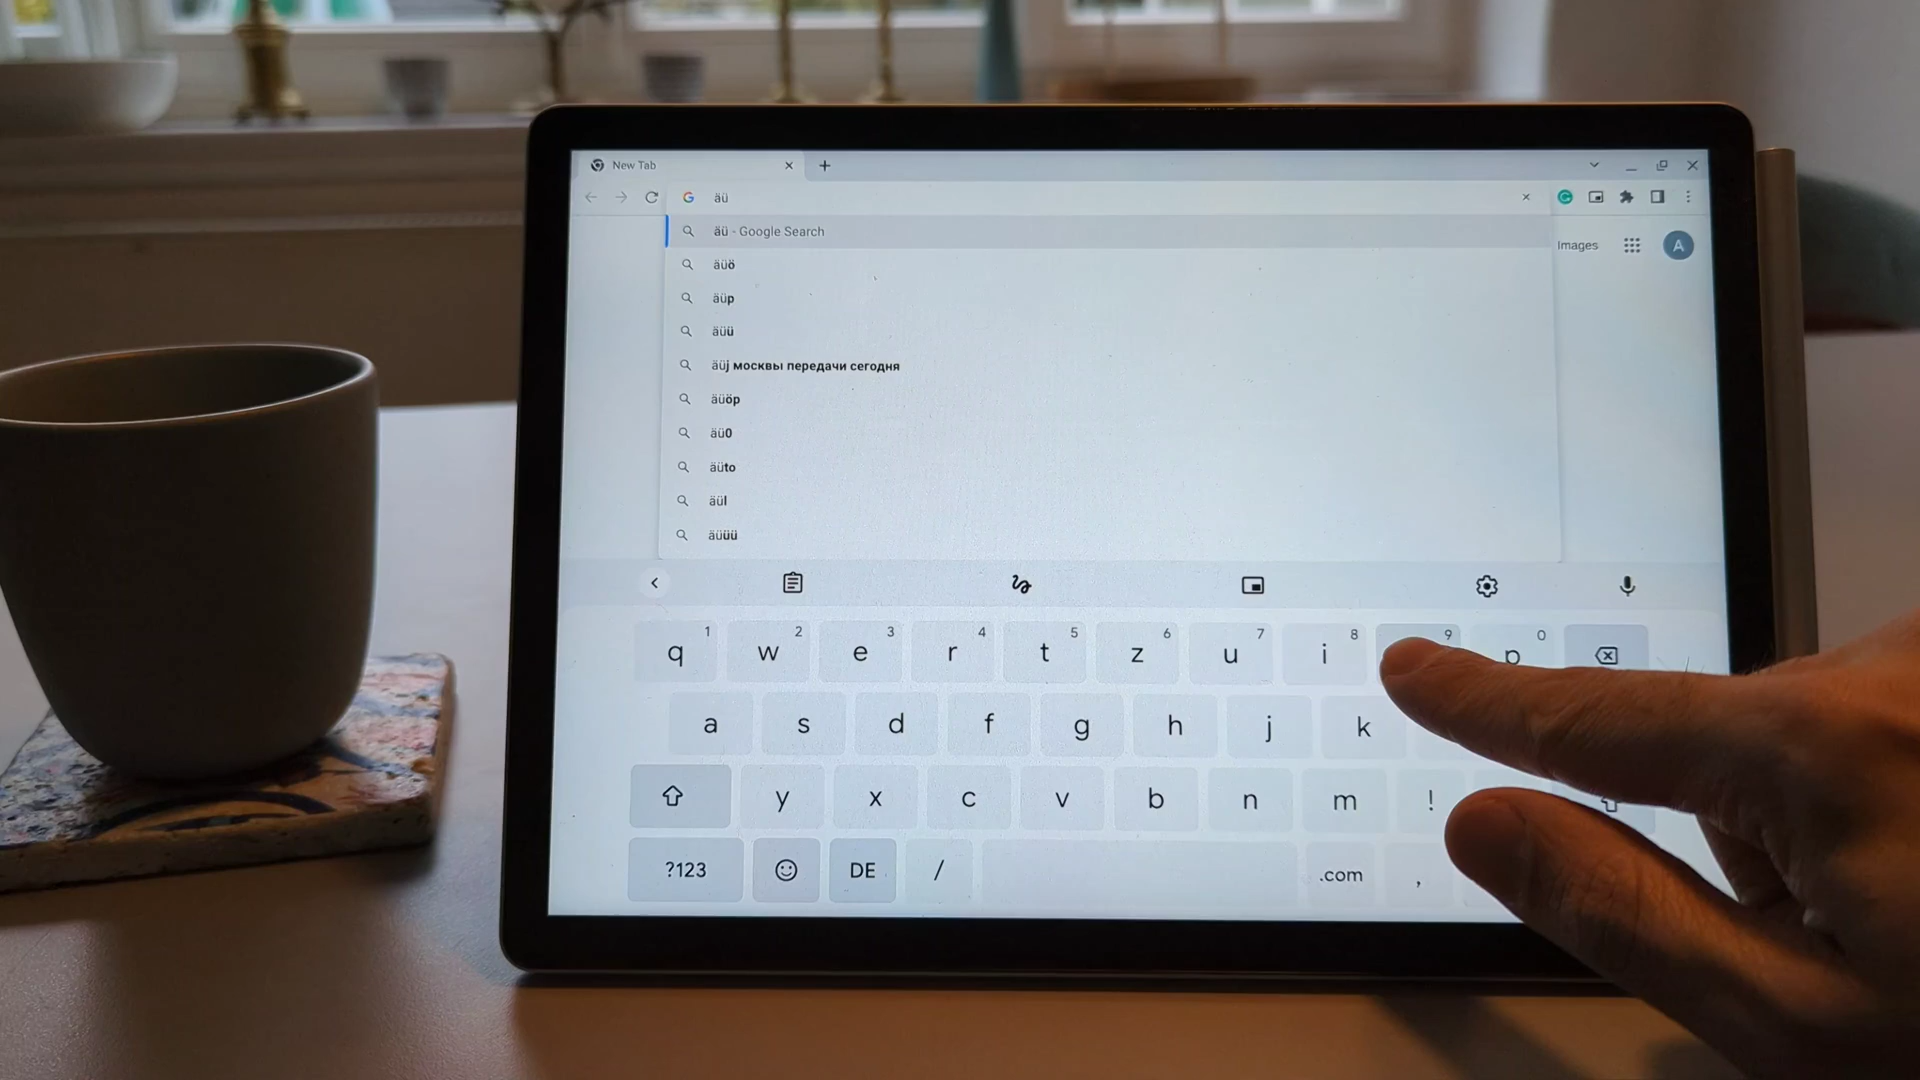 New Tab
äü
äü - Google Search
Images
A
äüö
äüp
äüü
äüj москвы передачи сегодня
äüöp
äü0
äüto
äül
äüüü
1 2 3 4 5 6 7 8 9 0
q w e r t z u i p
a s d f g h j k
y x c v b n m !
?123 DE / .com ,